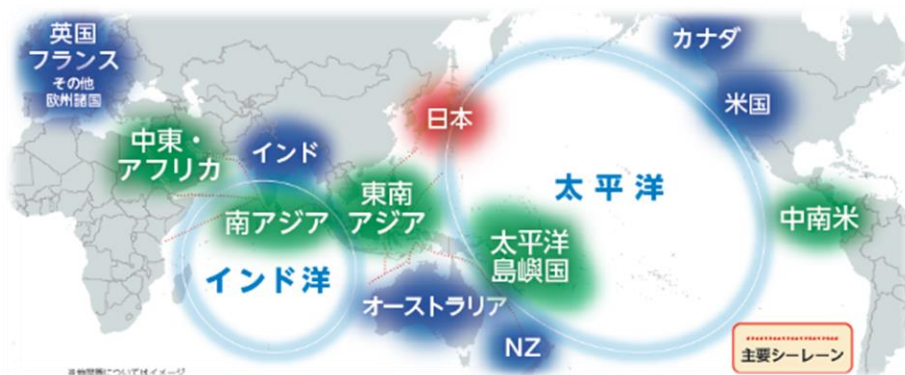 英国
フランス
その他
欧州諸国
カナダ
米国
日本
中東・
アフリカ
インド
太平洋
南アジア
東南
アジア
中南米
太平洋
島嶼国
インド洋
オーストラリア
NZ
主要シーレーン